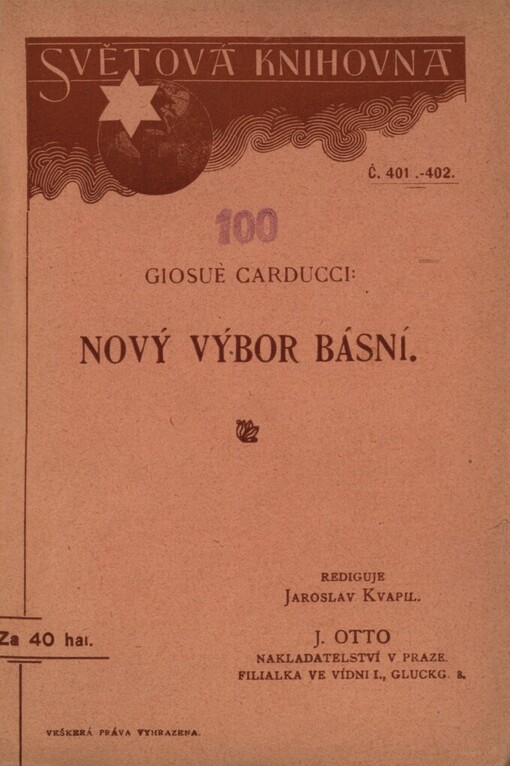 SVĚTOVÁ KNIHOVNA
Č. 401.-402.
100
GIOSUÈ CARDUCCI:
NOVÝ VÝBOR BÁSNÍ.
REDIGUJE
JAROSLAV KVAPIL.
Za 40 hal.
J. OTTO
NAKLADATELSTVÍ V PRAZE.
FILIALKA VE VÍDNI I., GLUCKG. 3.
VEŠKERÁ PRÁVA VYHRAZENA.